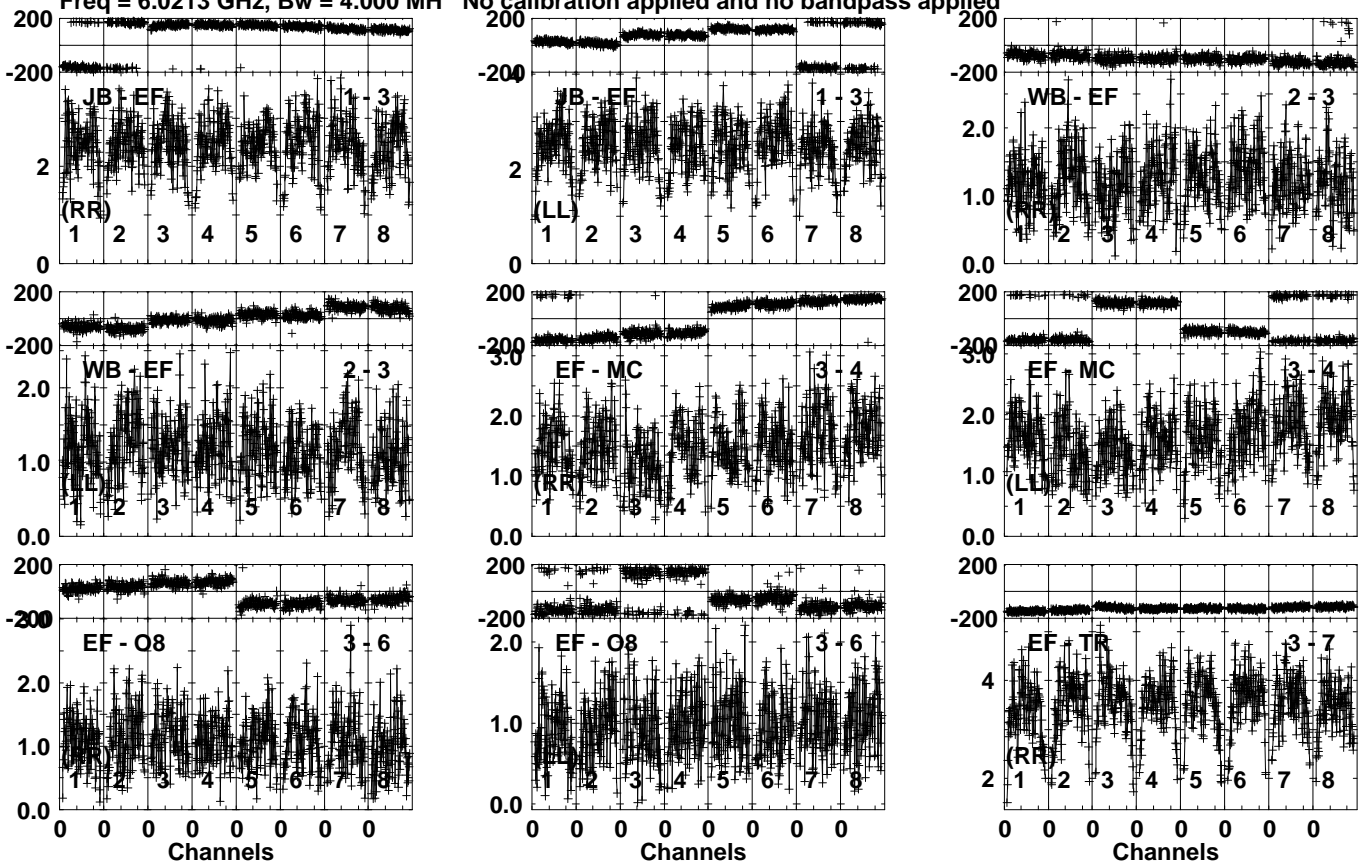 Freq = 6.0213 GHz, Bw = 4.000 MH No calibration applied and no bandpass applied
200 200 200
-200 -200 -200
4
JB - EF 1 - 3 JB - EF 1 - 3 WB - EF 2 - 3
2.0
2 2
1.0
(RR) (LL) (RR)
1 2 3 4 5 6 7 8 1 2 3 4 5 6 7 8 1 2 3 4 5 6 7 8
0 0 0.0
200 200 200
-200 -200 -200
3.0 3.0
WB - EF 2 - 3 EF - MC 3 - 4 EF - MC 3 - 4
2.0 2.0 2.0
1.0 1.0 1.0
(LL) (RR) (LL)
1 2 3 4 5 6 7 8 1 2 3 4 5 6 7 8 1 2 3 4 5 6 7 8
0.0 0.0 0.0
200 200 200
-200 -200 -200
3.0
EF - O8 3 - 6 EF - O8 3 - 6 EF - TR 3 - 7
2.0 2.0 4
1.0 1.0
(RR) (LL) (RR)
1 2 3 4 5 6 7 8 1 2 3 4 5 6 7 8 2 1 2 3 4 5 6 7 8
0.0 0.0
0 0 0 0 0 0 0 0 0 0 0 0 0 0 0 0 0 0 0 0 0 0 0 0
Channels Channels Channels